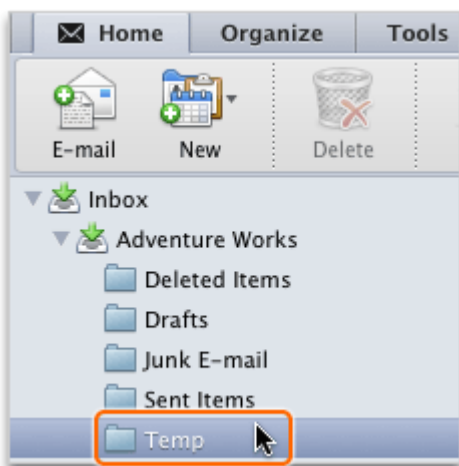 Home Organize Tools
E-mail New Delete
Inbox
Adventure Works
Deleted Items
Drafts
Junk E-mail
Sent Items
Temp